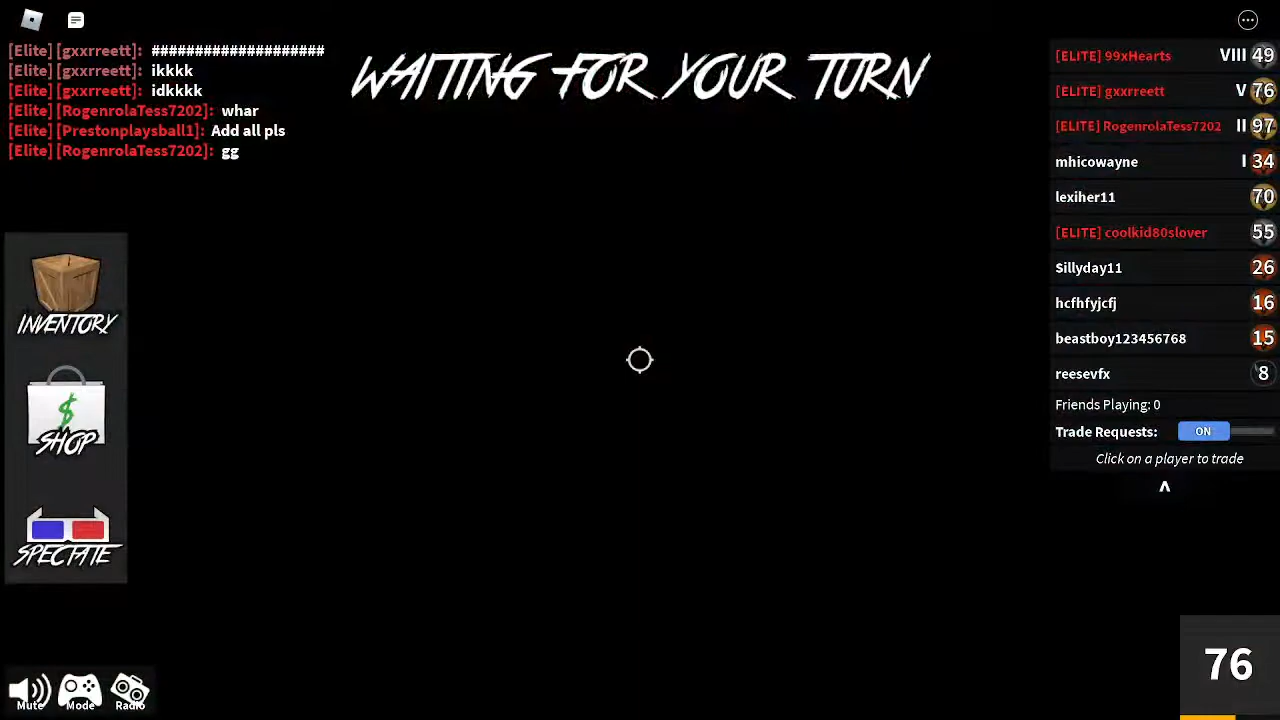 [Elite] [gxxrreett]: ####################
[Elite] [gxxrreett]: ikkkk
[Elite] [gxxrreett]: idkkkk
[Elite] [RogenrolaTess7202]: whar
[Elite] [Prestonplaysball1]: Add all pls
[Elite] [RogenrolaTess7202]: gg
WAITING FOR YOUR TURN
[ELITE] 99xHearts VIII 49
[ELITE] gxxrreett V 76
[ELITE] RogenrolaTess7202 II 97
mhicowayne I 34
lexiher11 70
[ELITE] coolkid80slover 55
$illyday11 26
hcfhfyjcfj 16
beastboy123456768 15
reesevfx 8
Friends Playing: 0
Trade Requests: ON
Click on a player to trade
INVENTORY
$
SHOP
SPECTATE
Mute Mode Radio
76